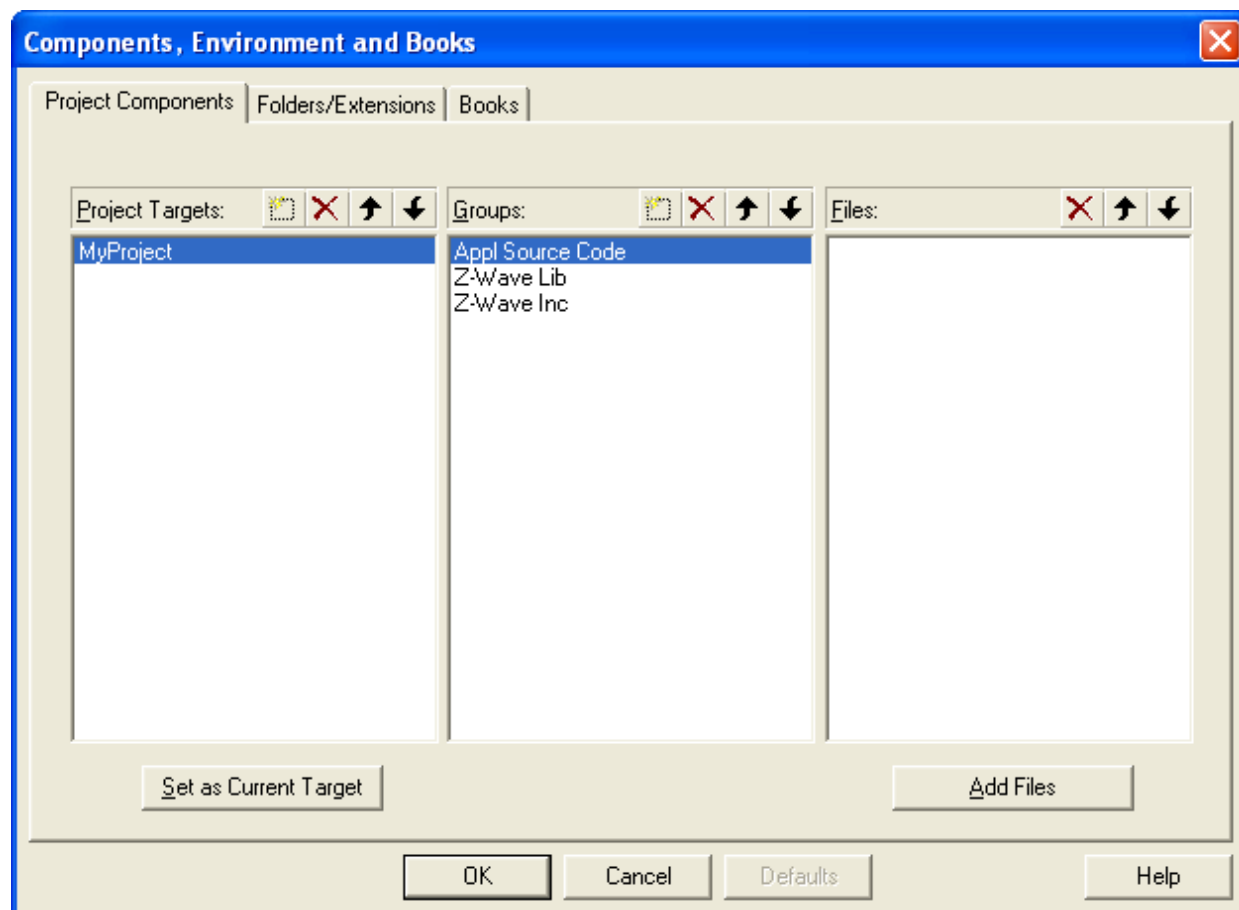 Components, Environment and Books
Project Components Folders/Extensions Books
Project Targets: Groups: Files:
MyProject Appl Source Code
Z-Wave Lib
Z-Wave Inc
Set as Current Target Add Files
OK Cancel Defaults Help